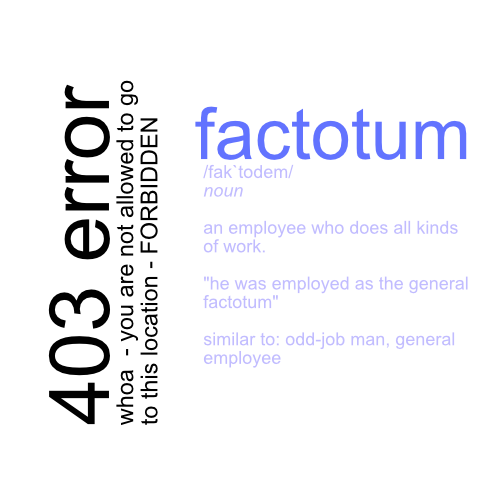 403 error
whoa - you are not allowed to go
to this location - FORBIDDEN
factotum
/fak`todem/
noun
an employee who does all kinds
of work.
"he was employed as the general
factotum"
similar to: odd-job man, general
employee